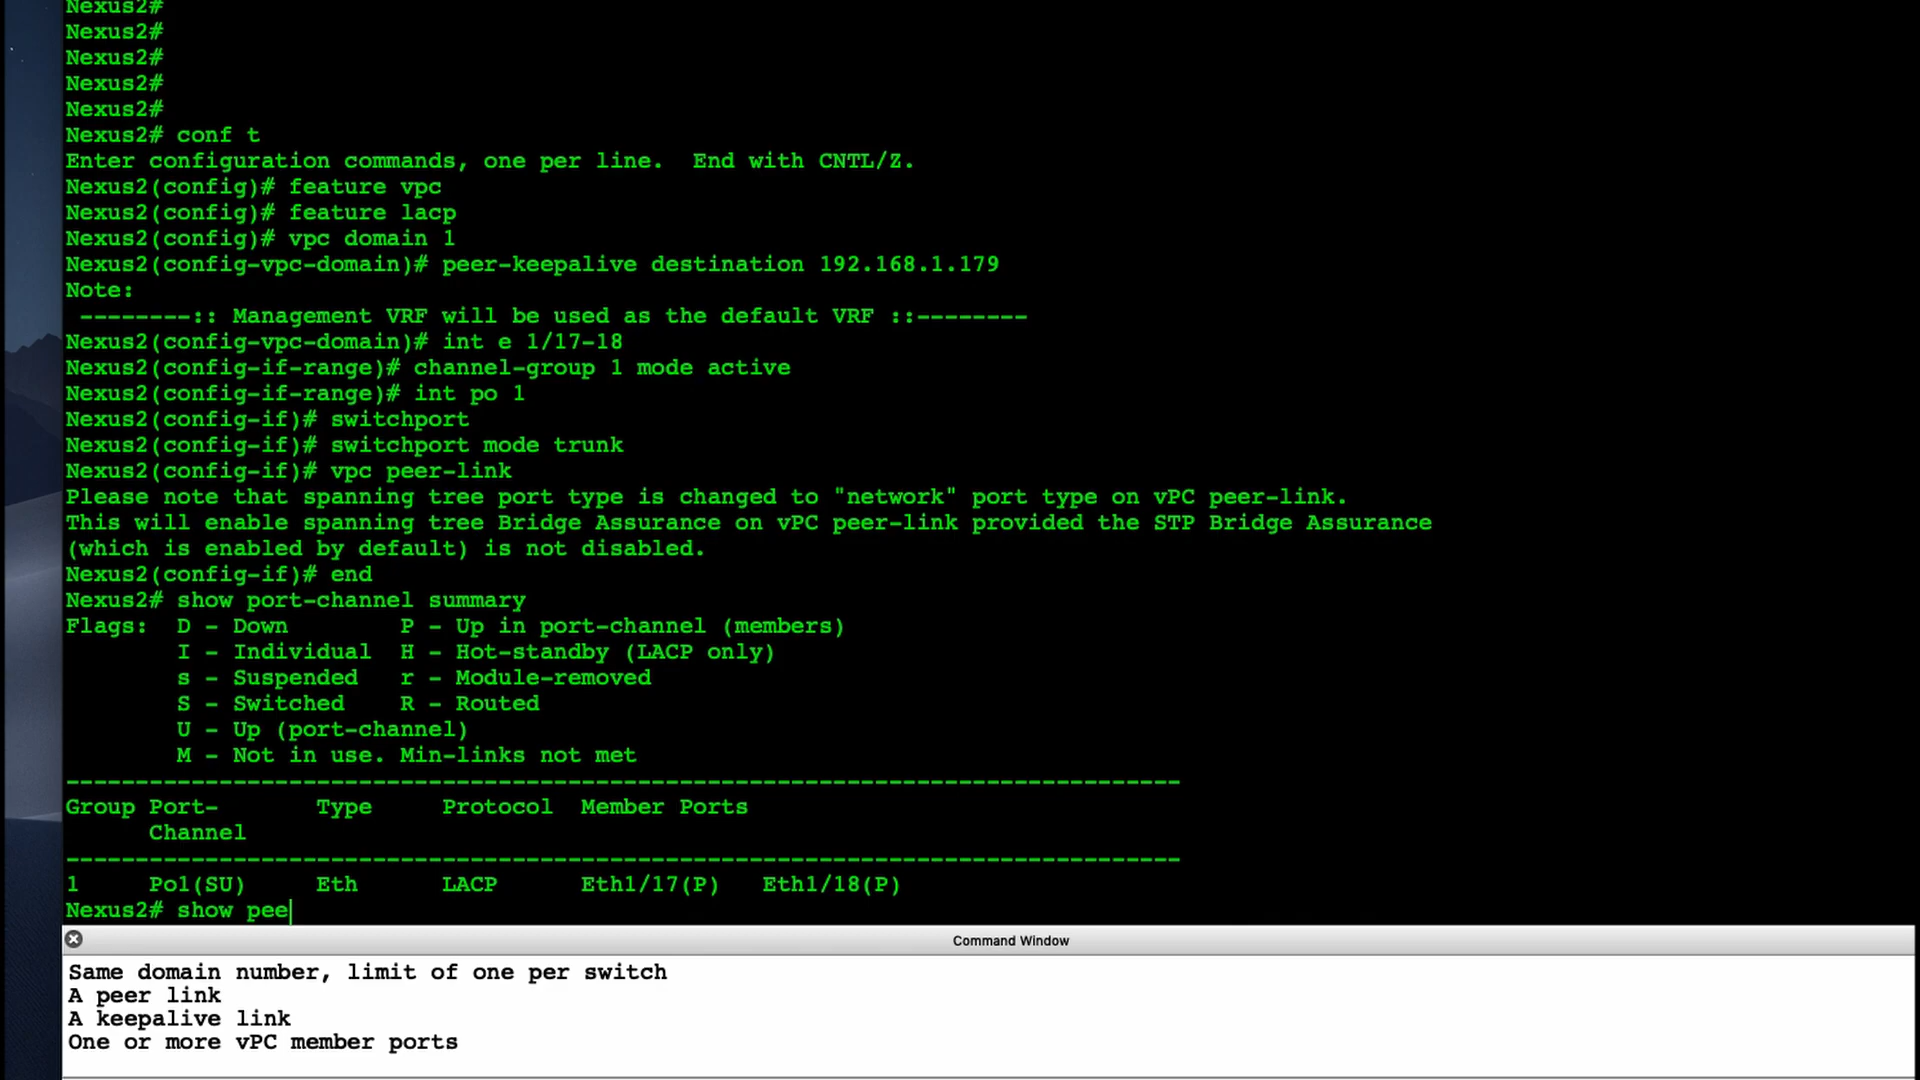 Nexus2#
Nexus2#
Nexus2#
Nexus2#
Nexus2#
Nexus2# conf t
Enter configuration commands, one per line.  End with CNTL/Z.
Nexus2(config)# feature vpc
Nexus2(config)# feature lacp
Nexus2(config)# vpc domain 1
Nexus2(config-vpc-domain)# peer-keepalive destination 192.168.1.179
Note:
 --------:: Management VRF will be used as the default VRF ::--------
Nexus2(config-vpc-domain)# int e 1/17-18
Nexus2(config-if-range)# channel-group 1 mode active
Nexus2(config-if-range)# int po 1
Nexus2(config-if)# switchport
Nexus2(config-if)# switchport mode trunk
Nexus2(config-if)# vpc peer-link
Please note that spanning tree port type is changed to "network" port type on vPC peer-link.
This will enable spanning tree Bridge Assurance on vPC peer-link provided the STP Bridge Assurance
(which is enabled by default) is not disabled.
Nexus2(config-if)# end
Nexus2# show port-channel summary
Flags:  D - Down        P - Up in port-channel (members)
        I - Individual  H - Hot-standby (LACP only)
        s - Suspended   r - Module-removed
        S - Switched    R - Routed
        U - Up (port-channel)
        M - Not in use. Min-links not met
--------------------------------------------------------------------------------
Group Port-       Type     Protocol  Member Ports
      Channel
--------------------------------------------------------------------------------
1     Po1(SU)     Eth      LACP      Eth1/17(P)   Eth1/18(P)
Nexus2# show pee
Command Window
Same domain number, limit of one per switch
A peer link
A keepalive link
One or more vPC member ports